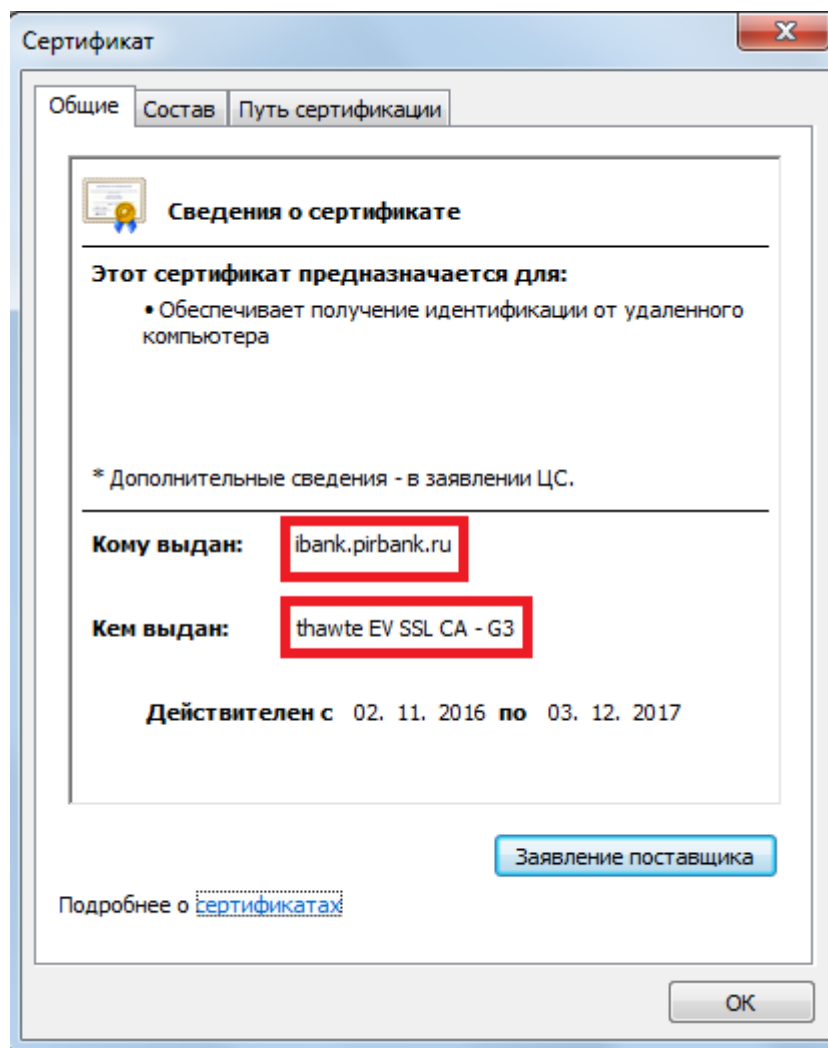 Сертификат
Общие Состав Путь сертификации
Сведения о сертификате
Этот сертификат предназначается для:
• Обеспечивает получение идентификации от удаленного
компьютера
* Дополнительные сведения - в заявлении ЦС.
Кому выдан: ibank.pirbank.ru
Кем выдан: thawte EV SSL CA - G3
Действителен с 02. 11. 2016 по 03. 12. 2017
Заявление поставщика
Подробнее о сертификатах
ОК